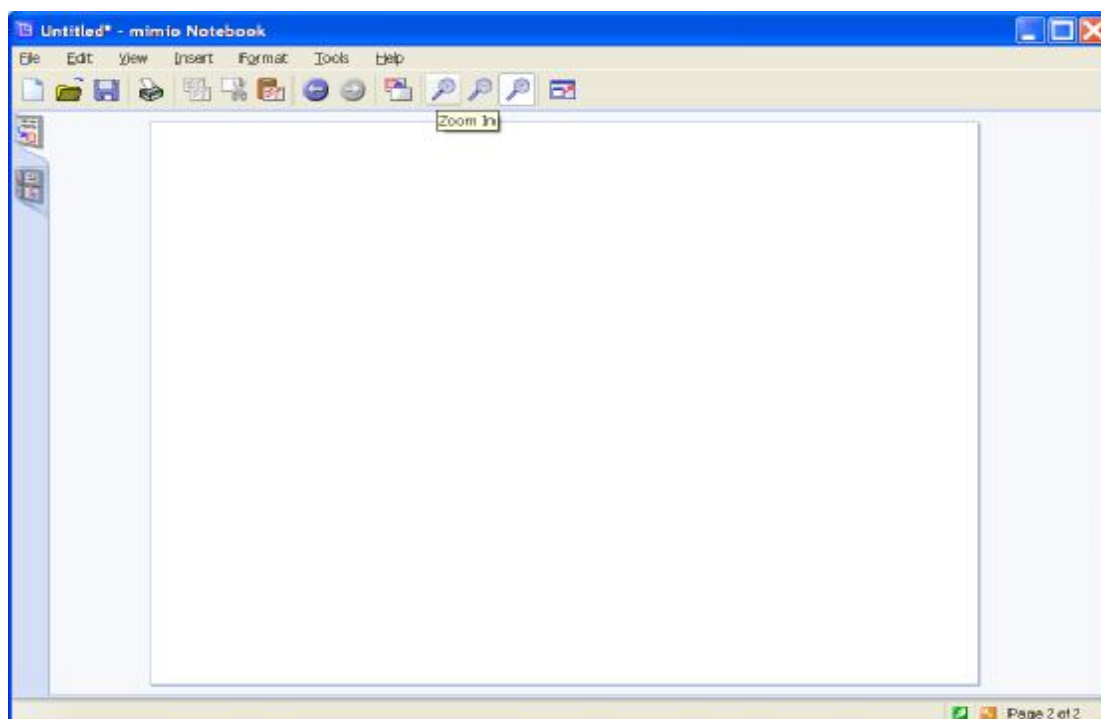 Untitled* - mimio Notebook
File Edit View Insert Format Tools Help
Zoom In
Page 2 of 2